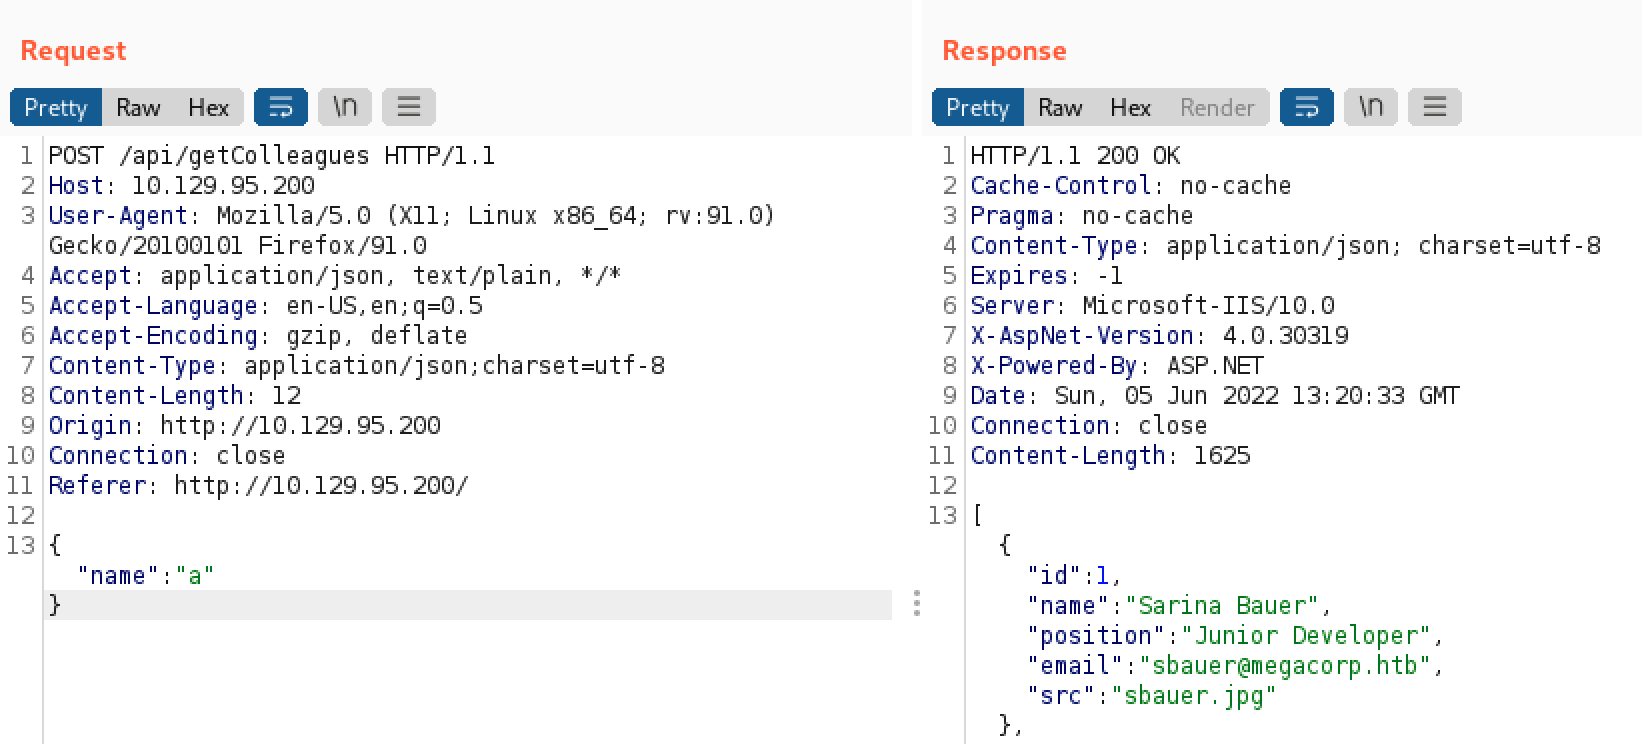 Request
Pretty Raw Hex \n
1 POST /api/getColleagues HTTP/1.1
2 Host: 10.129.95.200
3 User-Agent: Mozilla/5.0 (X11; Linux x86_64; rv:91.0)
Gecko/20100101 Firefox/91.0
4 Accept: application/json, text/plain, */*
5 Accept-Language: en-US,en;q=0.5
6 Accept-Encoding: gzip, deflate
7 Content-Type: application/json;charset=utf-8
8 Content-Length: 12
9 Origin: http://10.129.95.200
10 Connection: close
11 Referer: http://10.129.95.200/
12
13 {
"name":"a"
}
Response
Pretty Raw Hex Render \n
1 HTTP/1.1 200 OK
2 Cache-Control: no-cache
3 Pragma: no-cache
4 Content-Type: application/json; charset=utf-8
5 Expires: -1
6 Server: Microsoft-IIS/10.0
7 X-AspNet-Version: 4.0.30319
8 X-Powered-By: ASP.NET
9 Date: Sun, 05 Jun 2022 13:20:33 GMT
10 Connection: close
11 Content-Length: 1625
12
13 [
{
"id":1,
"name":"Sarina Bauer",
"position":"Junior Developer",
"email":"sbauer@megacorp.htb",
"src":"sbauer.jpg"
},